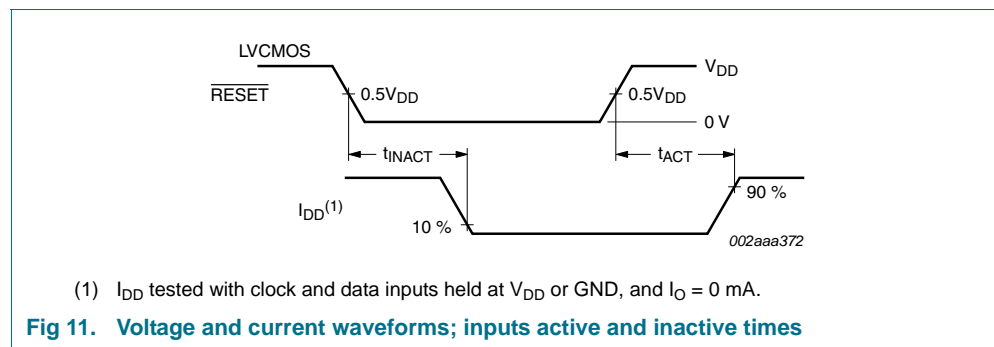 LVCMOS
RESET
0.5VDD
0.5VDD
VDD
0 V
tINACT
tACT
IDD(1)
10 %
90 %
002aaa372
(1) IDD tested with clock and data inputs held at VDD or GND, and IO = 0 mA.
Fig 11. Voltage and current waveforms; inputs active and inactive times